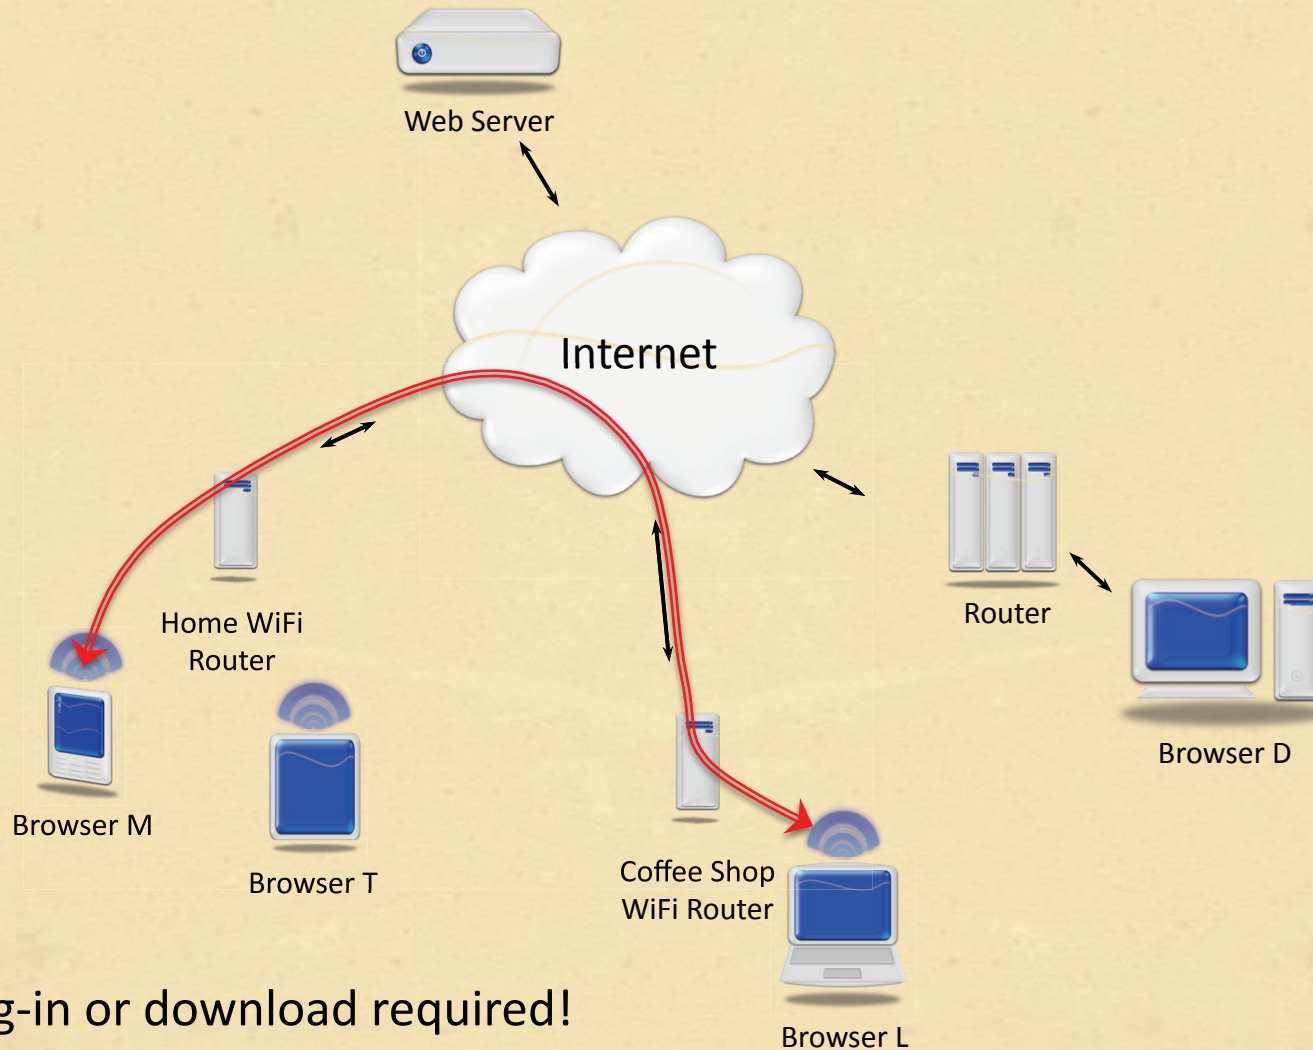 Web Server
Internet
Home WiFi
Router
Router
Browser D
Browser M
Browser T
Coffee Shop
WiFi Router
g-in or download required!
Browser L